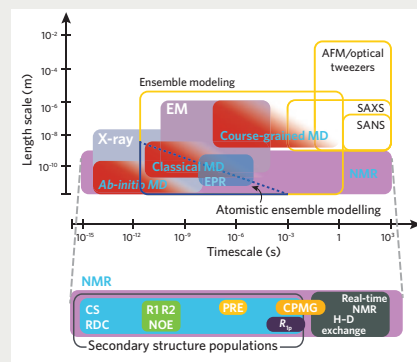 10⁻²
AFM/optical
tweezers
Ensemble modeling
10⁻⁴
Length scale (m)
EM
10⁻⁶
SAXS
X-ray
Course-grained MD
SANS
10⁻⁸
Classical MD
NMR
10⁻¹⁰
Ab-initio MD
EPR
Atomistic ensemble modelling
10⁻¹⁵
10⁻¹²
10⁻⁹
10⁻⁶
10⁻³
1
10³
Timescale (s)
NMR
CS
R1 R2
PRE
CPMG
Real-time
NMR
RDC
NOE
R1p
H–D
exchange
Secondary structure populations